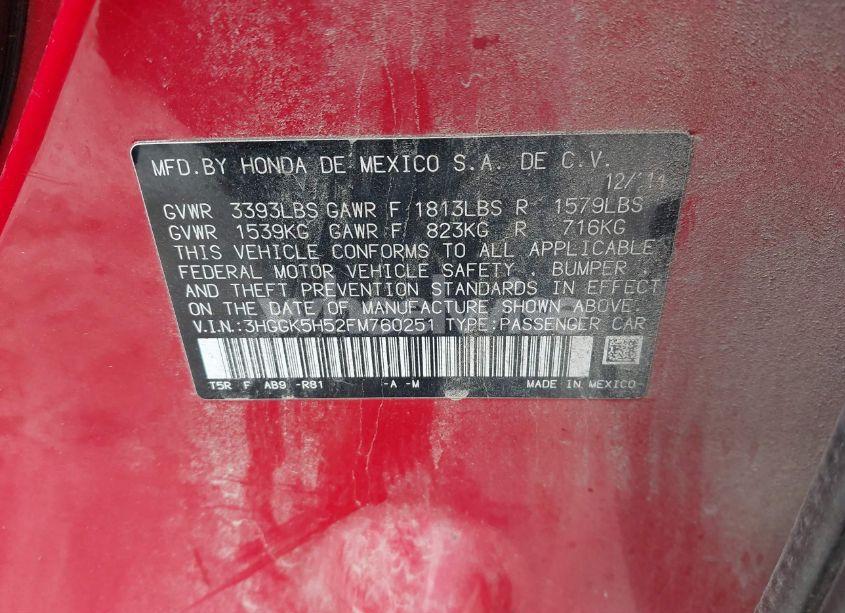 MFD.BY HONDA DE MEXICO S.A. DE C.V.
12/'14
GVWR 3393LBS GAWR F 1813LBS R 1579LBS
GVWR 1539KG GAWR F 823KG R 716KG
THIS VEHICLE CONFORMS TO ALL APPLICABLE
FEDERAL MOTOR VEHICLE SAFETY , BUMPER ,
AND THEFT PREVENTION STANDARDS IN EFFECT
ON THE DATE OF MANUFACTURE SHOWN ABOVE.
V.I.N.:3HGGK5H52FM760251 TYPE:PASSENGER CAR
T5R F AB9 -R81 -A -M MADE IN MEXICO